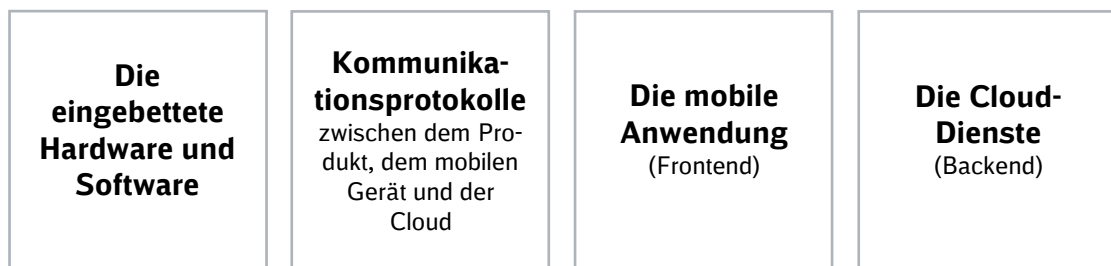 Die
eingebettete
Hardware und
Software
Kommunika-
tionsprotokolle
zwischen dem Pro-
dukt, dem mobilen
Gerät und der
Cloud
Die mobile
Anwendung
(Frontend)
Die Cloud-
Dienste
(Backend)